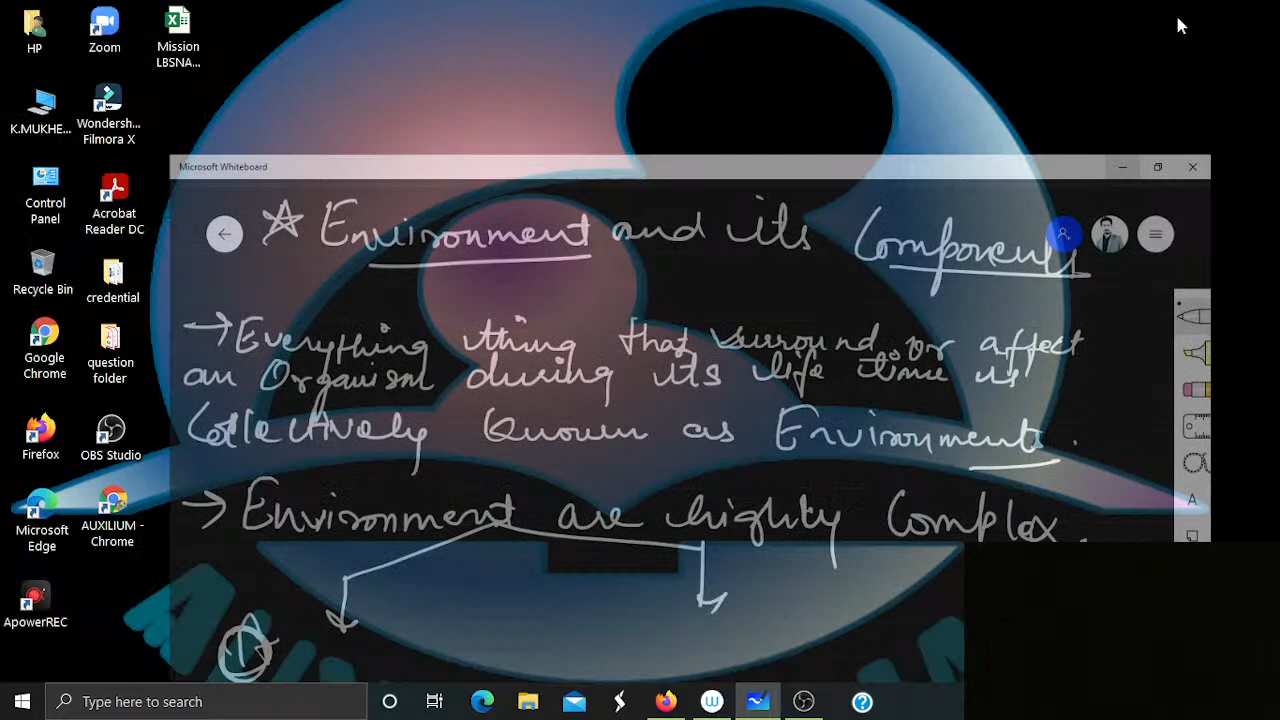 HP
Zoom
Mission
LBSNA...
K.MUKHE...
Wondersh...
Filmora X
Control
Panel
Acrobat
Reader DC
Recycle Bin
credential
Google
Chrome
question
folder
Firefox
OBS Studio
Microsoft
Edge
AUXILIUM -
Chrome
ApowerREC
Microsoft Whiteboard
Environment and its Components
→ Everything thing that surround or affect
an Organism during its life time is
Collectively known as Environments.
→ Environment are highly Complex.
A
Type here to search